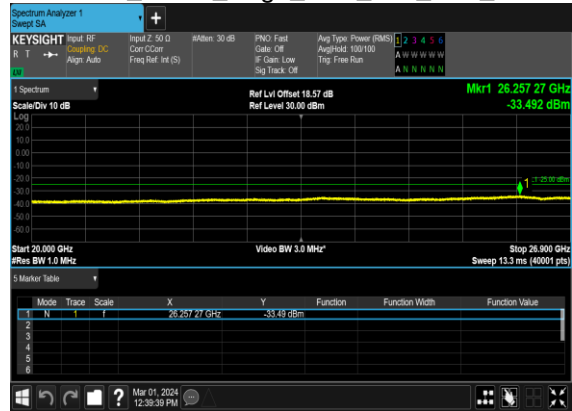 Spectrum Analyzer 1
Swept SA
+
KEYSIGHT
R T
Input: RF
Coupling: DC
Align: Auto
Input Z: 50 Ω
Corr CCorr
Freq Ref: Int (S)
#Atten: 30 dB
PNO: Fast
Gate: Off
IF Gain: Low
Sig Track: Off
Avg Type: Power (RMS)
Avg|Hold: 100/100
Trig: Free Run
1 2 3 4 5 6
A W W W W W
A N N N N N
1 Spectrum
Scale/Div 10 dB
Ref Lvl Offset 18.57 dB
Ref Level 30.00 dBm
Mkr1 26.257 27 GHz
-33.492 dBm
Log
20.0
10.0
0.00
-10.0
-20.0
-30.0
-40.0
-50.0
-60.0
1
Start 20.000 GHz
#Res BW 1.0 MHz
Video BW 3.0 MHz*
Stop 26.900 GHz
Sweep 13.3 ms (40001 pts)
5 Marker Table
Mode Trace Scale X Y Function Function Width Function Value
1 N 1 f 26.257 27 GHz -33.49 dBm
2
3
4
5
6
?
Mar 01, 2024
12:39:39 PM